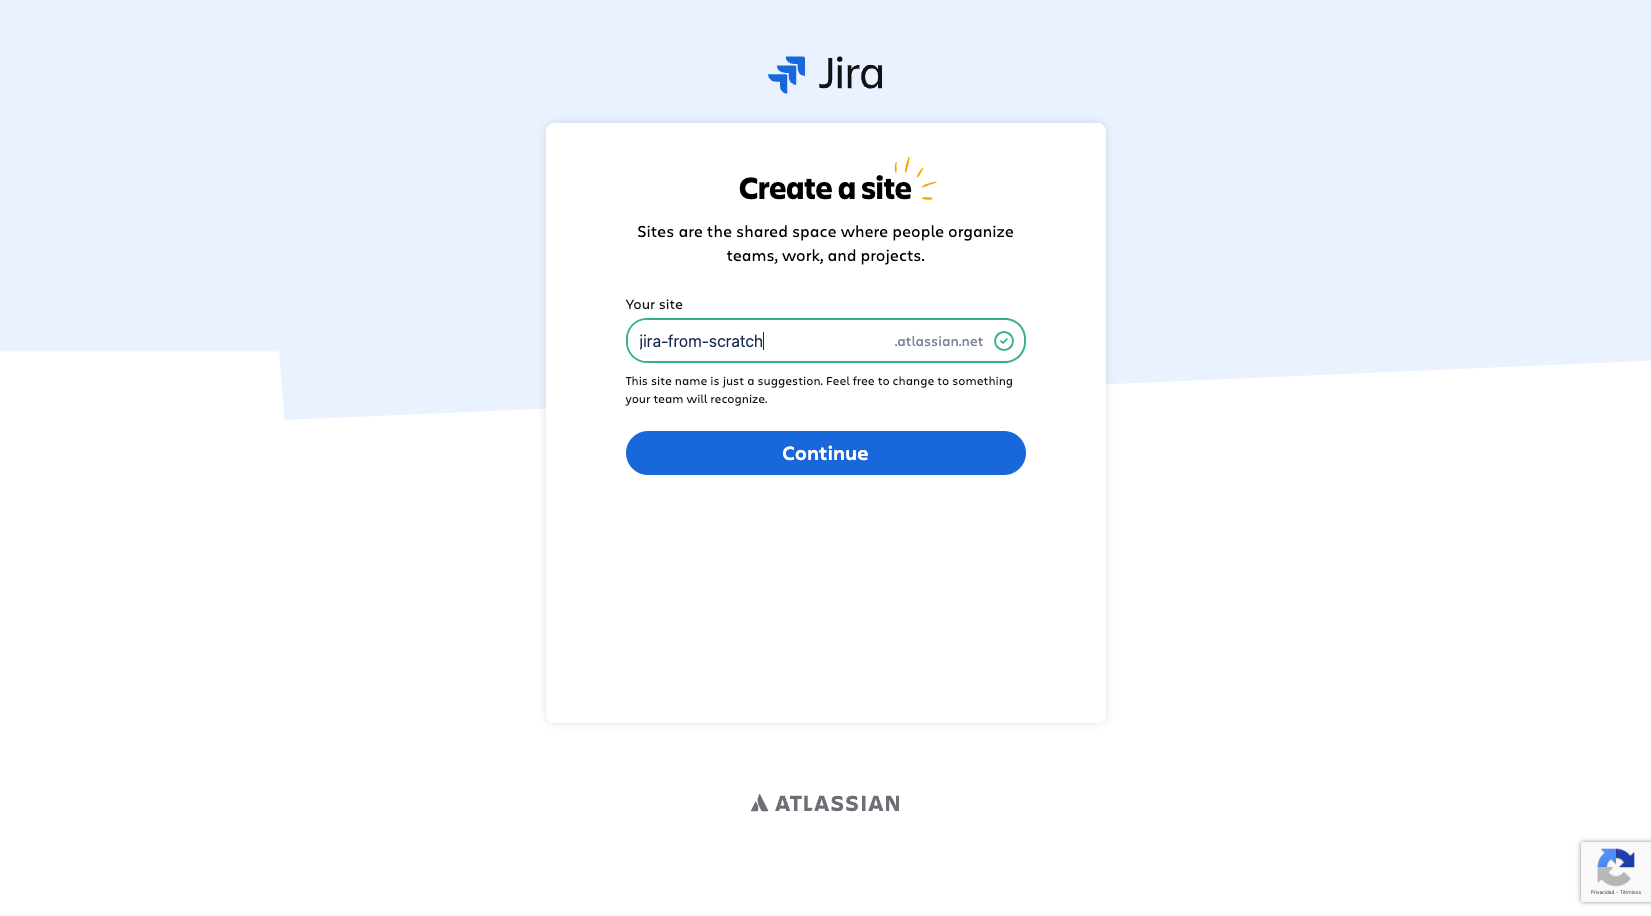 Jira
Create a site
Sites are the shared space where people organize
teams, work, and projects.
Your site
jira-from-scratch .atlassian.net
This site name is just a suggestion. Feel free to change to something
your team will recognize.
Continue
ATLASSIAN
Privacidad - Términos